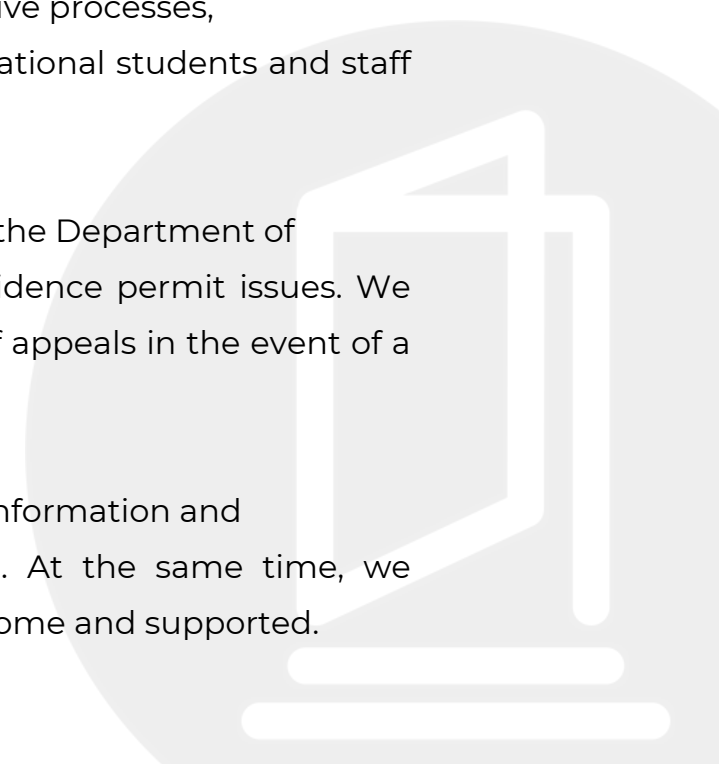 ive processes,
ational students and staff
the Department of
idence permit issues. We
f appeals in the event of a
nformation and
. At the same time, we
ome and supported.